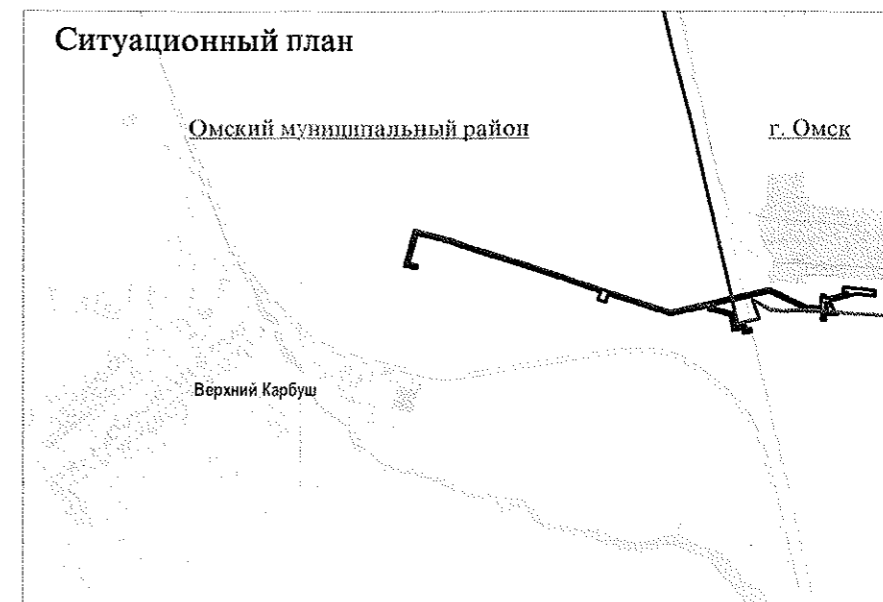 Ситуационный план
Омский муниципальный район
г. Омск
Верхний Карбуш